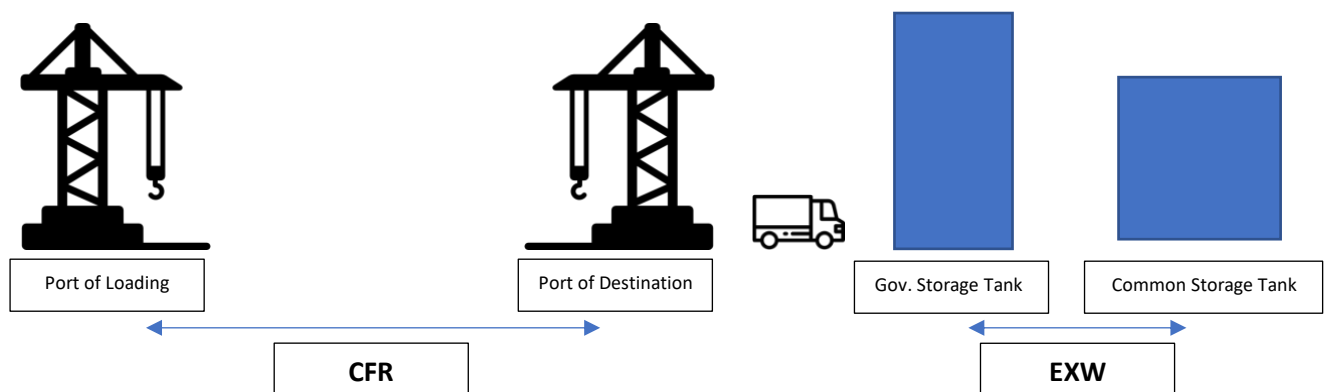 Port of Loading
Port of Destination
Gov. Storage Tank
Common Storage Tank
CFR
EXW